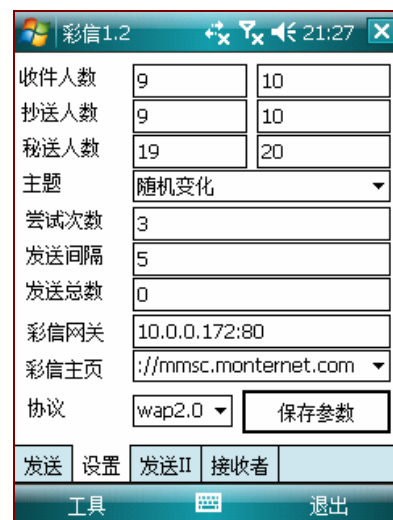 彩信1.2 21:27
收件人数 9 10
抄送人数 9 10
秘送人数 19 20
主题 随机变化
尝试次数 3
发送间隔 5
发送总数 0
彩信网关 10.0.0.172:80
彩信主页 ://mmsc.monternet.com
协议 wap2.0 保存参数
发送 设置 发送II 接收者
工具 退出